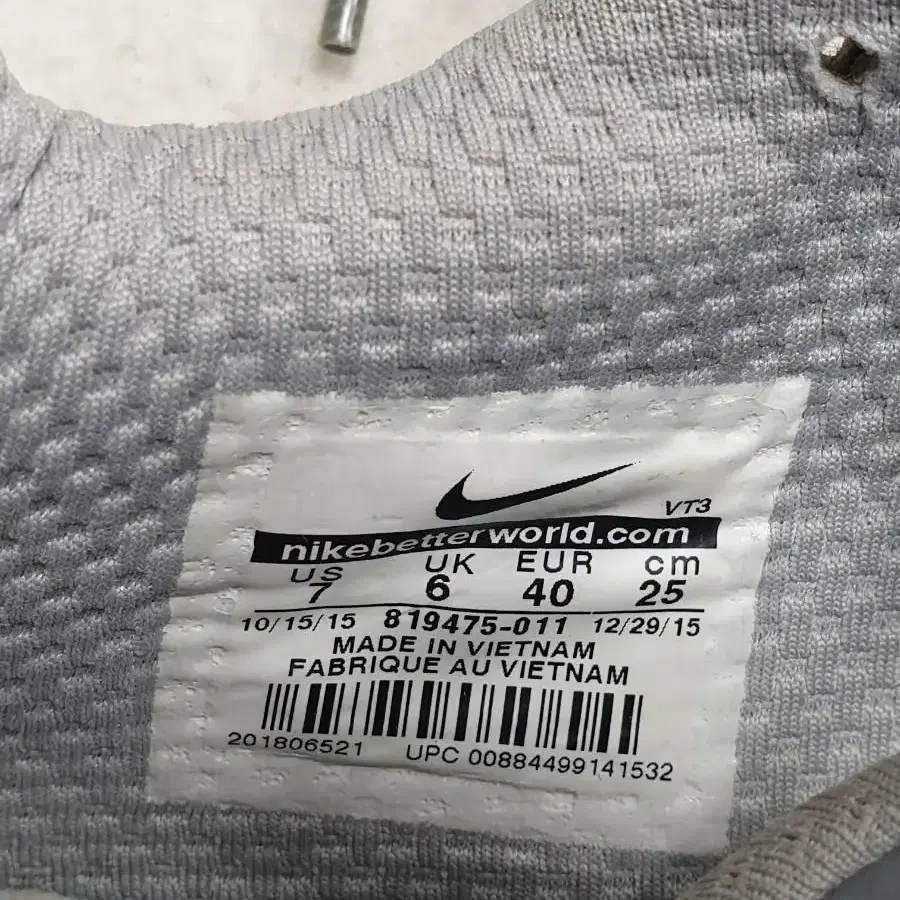 VT3
nikebetterworld.com
US UK EUR cm
7 6 40 25
10/15/15 819475-011 12/29/15
MADE IN VIETNAM
FABRIQUE AU VIETNAM
201806521 UPC 00884499141532